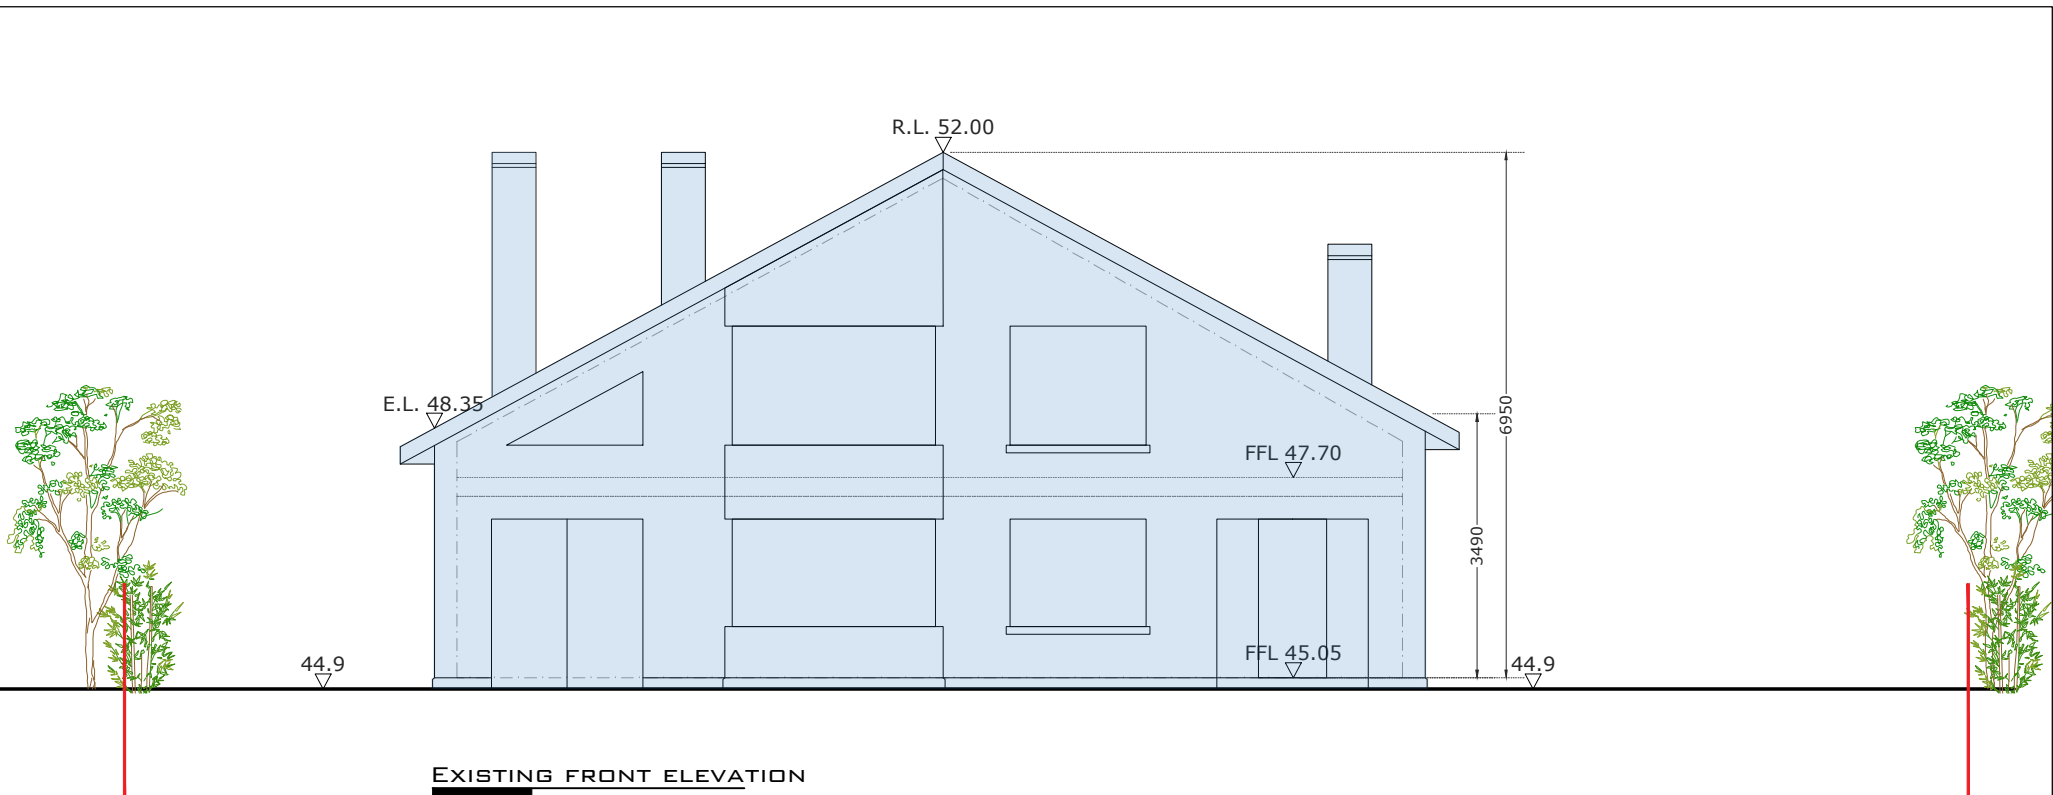 R.L. 52.00
E.L. 48.35
6950
FFL 47.70
3490
44.9
FFL 45.05
44.9
EXISTING FRONT ELEVATION